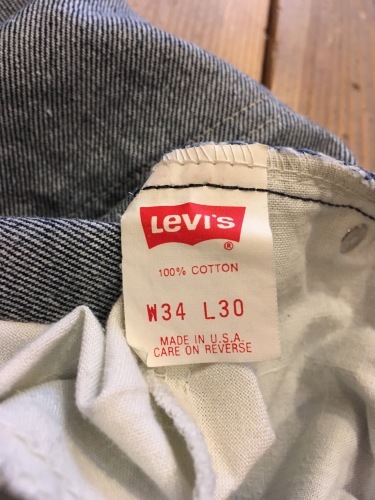 Levi's ®
100% COTTON
W34 L30
MADE IN U.S.A.
CARE ON REVERSE